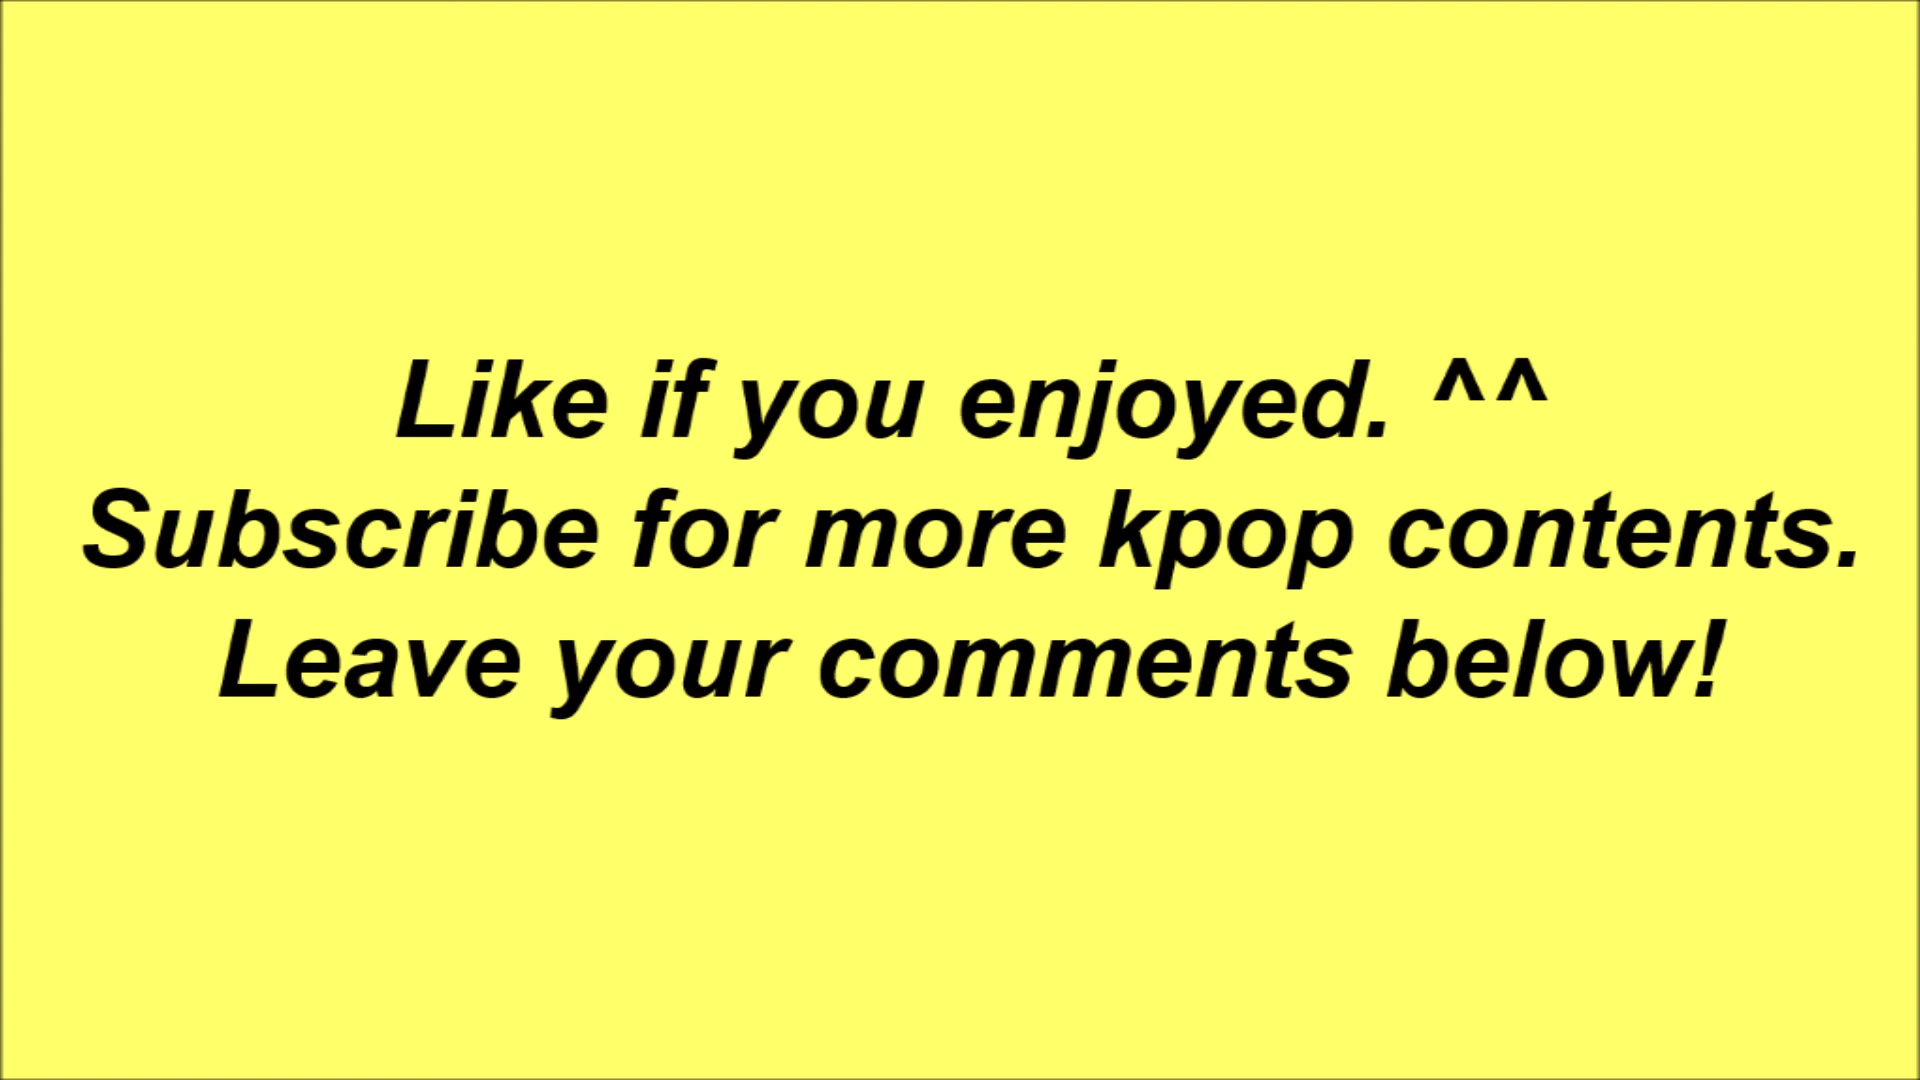 Like if you enjoyed. ^^
Subscribe for more kpop contents.
Leave your comments below!